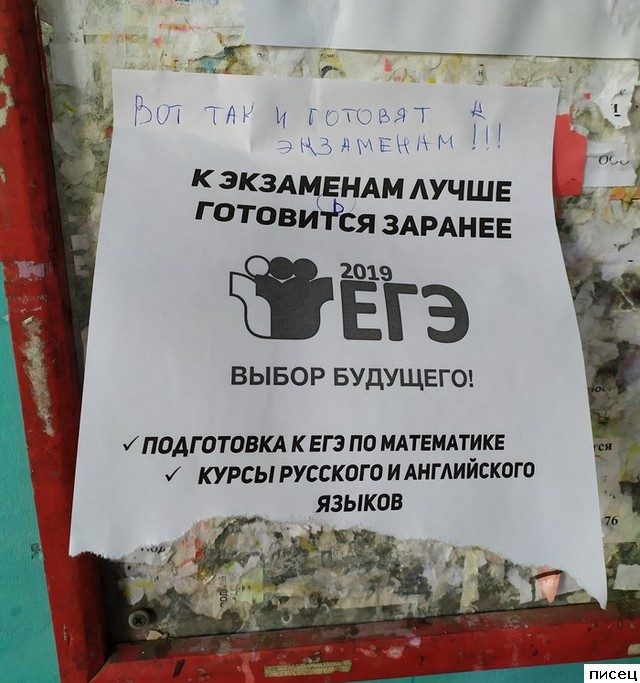 ВОТ ТАК И ГОТОВЯТ К
ЭКЗАМЕНАМ !!!
К ЭКЗАМЕНАМ ЛУЧШЕ
ГОТОВИТСЯ ЗАРАНЕЕ
Ь
2019
ЕГЭ
ВЫБОР БУДУЩЕГО!
✓ ПОДГОТОВКА К ЕГЭ ПО МАТЕМАТИКЕ
✓ КУРСЫ РУССКОГО И АНГЛИЙСКОГО
ЯЗЫКОВ
76
писец